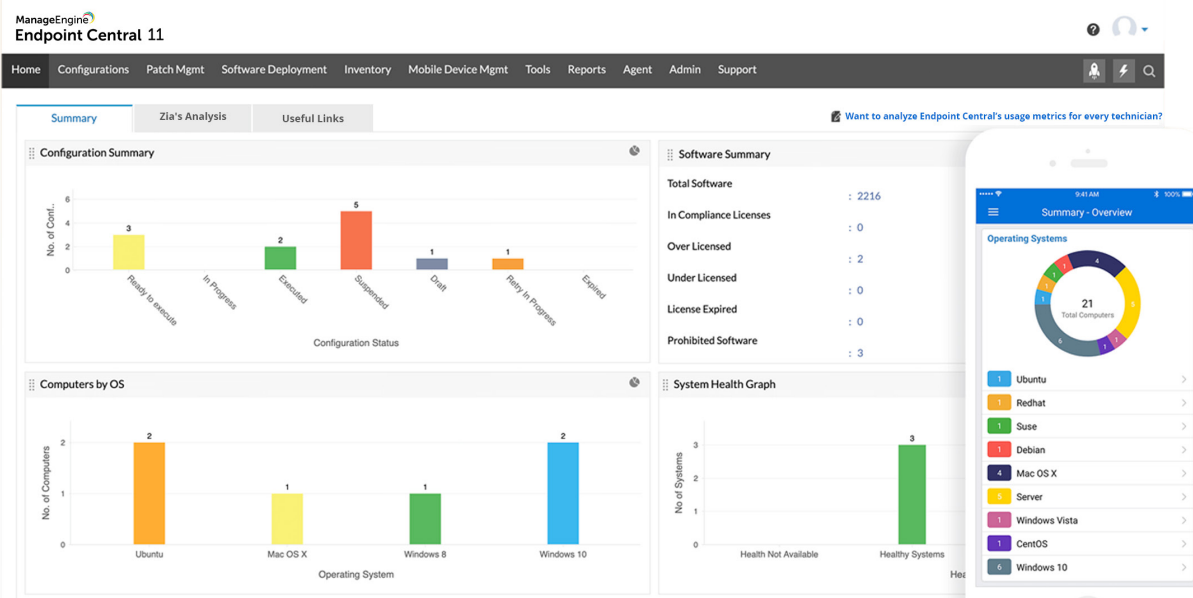 ManageEngine
Endpoint Central 11
Home Configurations Patch Mgmt Software Deployment Inventory Mobile Device Mgmt Tools Reports Agent Admin Support
Summary Zia's Analysis Useful Links
Want to analyze Endpoint Central's usage metrics for every technician?
Configuration Summary
No. of Conf..
6
4
2
0
3
2
5
1
1
Ready to execute
In Progress
Executed
Suspended
Draft
Retry In Progress
Expired
Configuration Status
Software Summary
Total Software : 2216
In Compliance Licenses : 0
Over Licensed : 2
Under Licensed : 0
License Expired : 0
Prohibited Software : 3
Computers by OS
No. of Computers
2
1
0
2
1
1
2
Ubuntu
Mac OS X
Windows 8
Windows 10
Operating System
System Health Graph
No of Systems
3
2
1
0
3
Health Not Available
Healthy Systems
9:41 AM 100%
Summary - Overview
Operating Systems
4
5
1
1
6
1
1
1
1
21
Total Computers
1 Ubuntu
1 Redhat
1 Suse
1 Debian
4 Mac OS X
5 Server
1 Windows Vista
1 CentOS
6 Windows 10